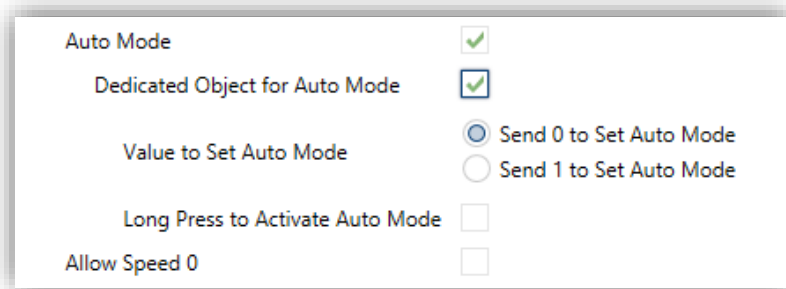 Auto Mode
Dedicated Object for Auto Mode
Value to Set Auto Mode
Send 0 to Set Auto Mode
Send 1 to Set Auto Mode
Long Press to Activate Auto Mode
Allow Speed 0